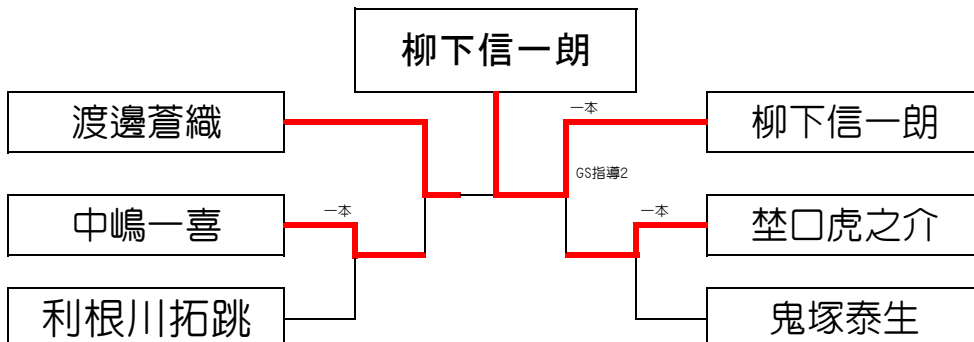 柳下信一朗
渡邊蒼織
一本
柳下信一朗
GS指導2
中嶋一喜
一本
一本
埜口虎之介
利根川拓跳
鬼塚泰生